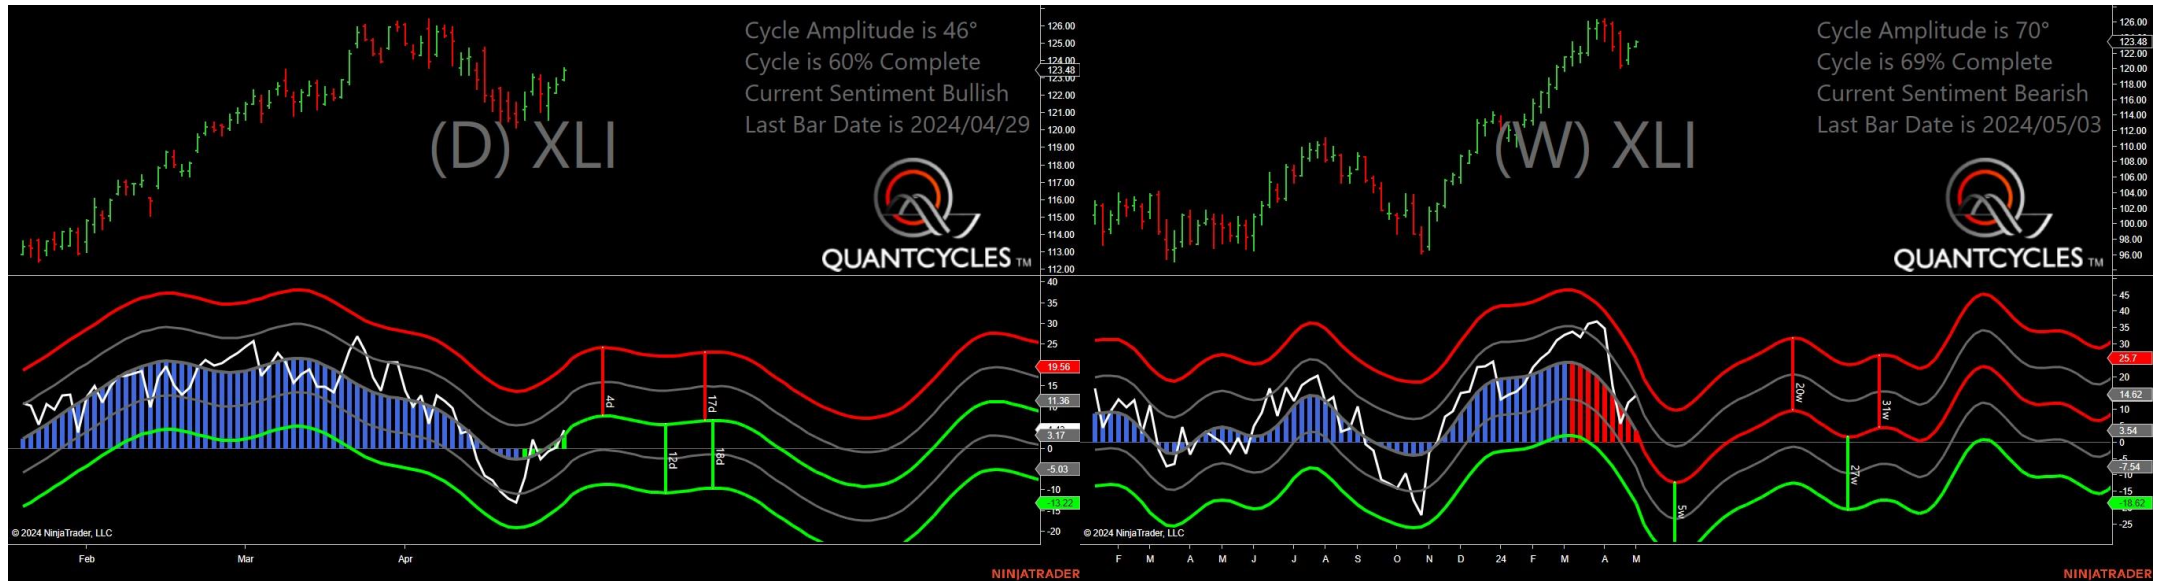 Cycle Amplitude is 46°
Cycle is 60% Complete
Current Sentiment Bullish
Last Bar Date is 2024/04/29
(D) XLI
QUANTCYCLES TM
126.00
125.00
124.00
123.48
123.00
122.00
121.00
120.00
119.00
118.00
117.00
116.00
115.00
114.00
113.00
112.00
40
35
30
25
19.56
15
11.36
3.17
0
-5.03
-10
-13.22
-15
-20
4d
17d
12d
18d
© 2024 NinjaTrader, LLC
Feb
Mar
Apr
NINJATRADER
Cycle Amplitude is 70°
Cycle is 69% Complete
Current Sentiment Bearish
Last Bar Date is 2024/05/03
(W) XLI
QUANTCYCLES TM
126.00
123.48
122.00
120.00
118.00
116.00
114.00
112.00
110.00
108.00
106.00
104.00
102.00
100.00
98.00
96.00
45
40
35
30
25.7
20
14.62
10
3.54
0
-7.54
-10
-15
-18.62
-25
20w
31w
27w
5w
© 2024 NinjaTrader, LLC
F
M
A
M
J
J
A
S
O
N
D
24
F
M
A
M
NINJATRADER